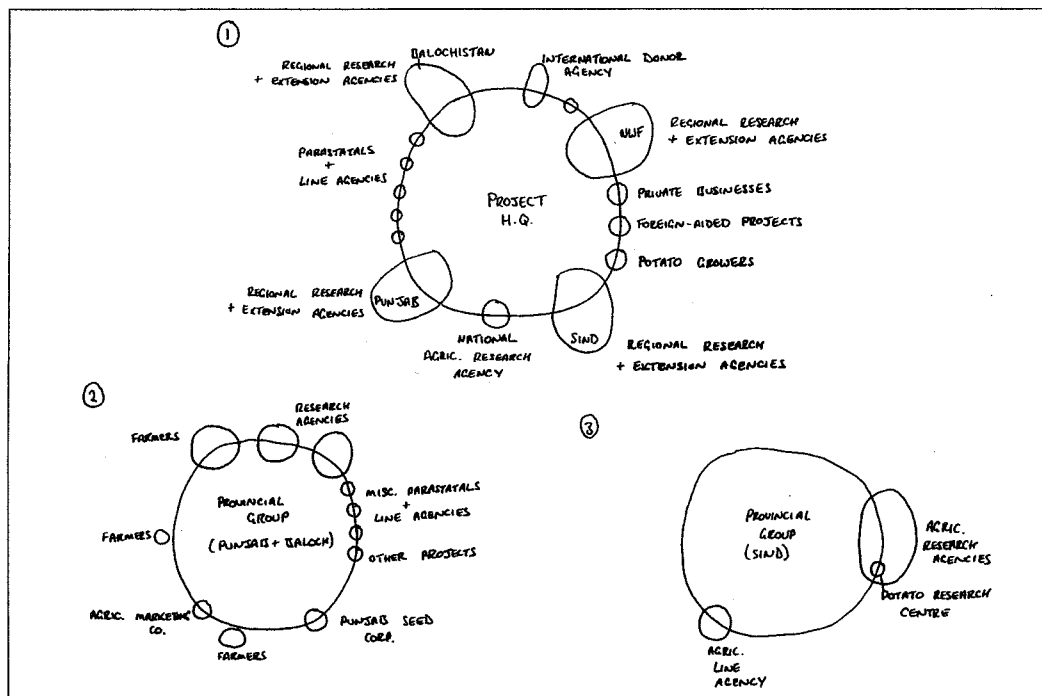 1
BALOCHISTAN
REGIONAL RESEARCH
+ EXTENSION AGENCIES
INTERNATIONAL DONOR
AGENCY
NWF
REGIONAL RESEARCH
+ EXTENSION AGENCIES
PARASTATALS
+
LINE AGENCIES
PROJECT
H.Q.
PRIVATE BUSINESSES
FOREIGN-AIDED PROJECTS
POTATO GROWERS
REGIONAL RESEARCH
+ EXTENSION AGENCIES
PUNJAB
NATIONAL
AGRIC. RESEARCH
AGENCY
SIND
REGIONAL RESEARCH
+ EXTENSION AGENCIES
2
FARMERS
RESEARCH
AGENCIES
PROVINCIAL
GROUP
(PUNJAB + BALOCH)
MISC. PARASTATALS
+
LINE AGENCIES
OTHER PROJECTS
FARMERS
AGRIC. MARKETING
CO.
FARMERS
PUNJAB SEED
CORP.
3
PROVINCIAL
GROUP
(SIND)
AGRIC.
RESEARCH
AGENCIES
POTATO RESEARCH
CENTRE
AGRIC.
LINE
AGENCY